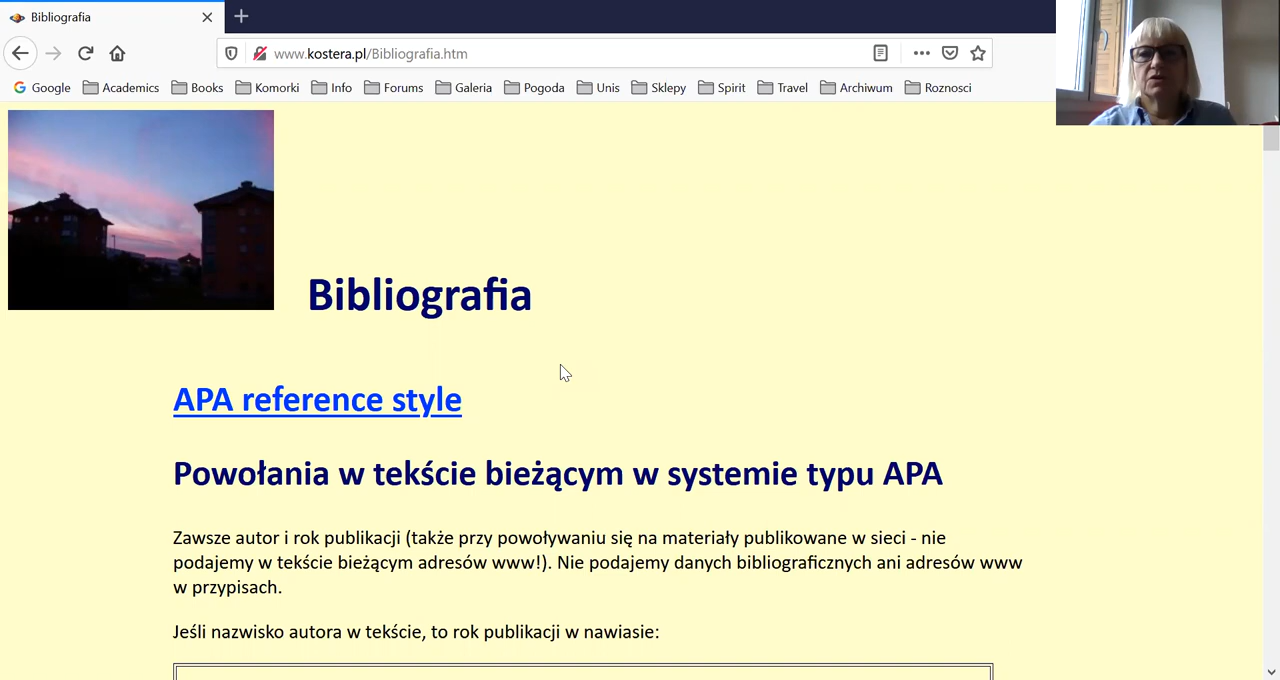 Bibliografia
www.kostera.pl/Bibliografia.htm
Google Academics Books Komorki Info Forums Galeria Pogoda Unis Sklepy Spirit Travel Archiwum Roznosci
Bibliografia
APA reference style
Powołania w tekście bieżącym w systemie typu APA
Zawsze autor i rok publikacji (także przy powoływaniu się na materiały publikowane w sieci - nie
podajemy w tekście bieżącym adresów www!). Nie podajemy danych bibliograficznych ani adresów www
w przypisach.
Jeśli nazwisko autora w tekście, to rok publikacji w nawiasie: